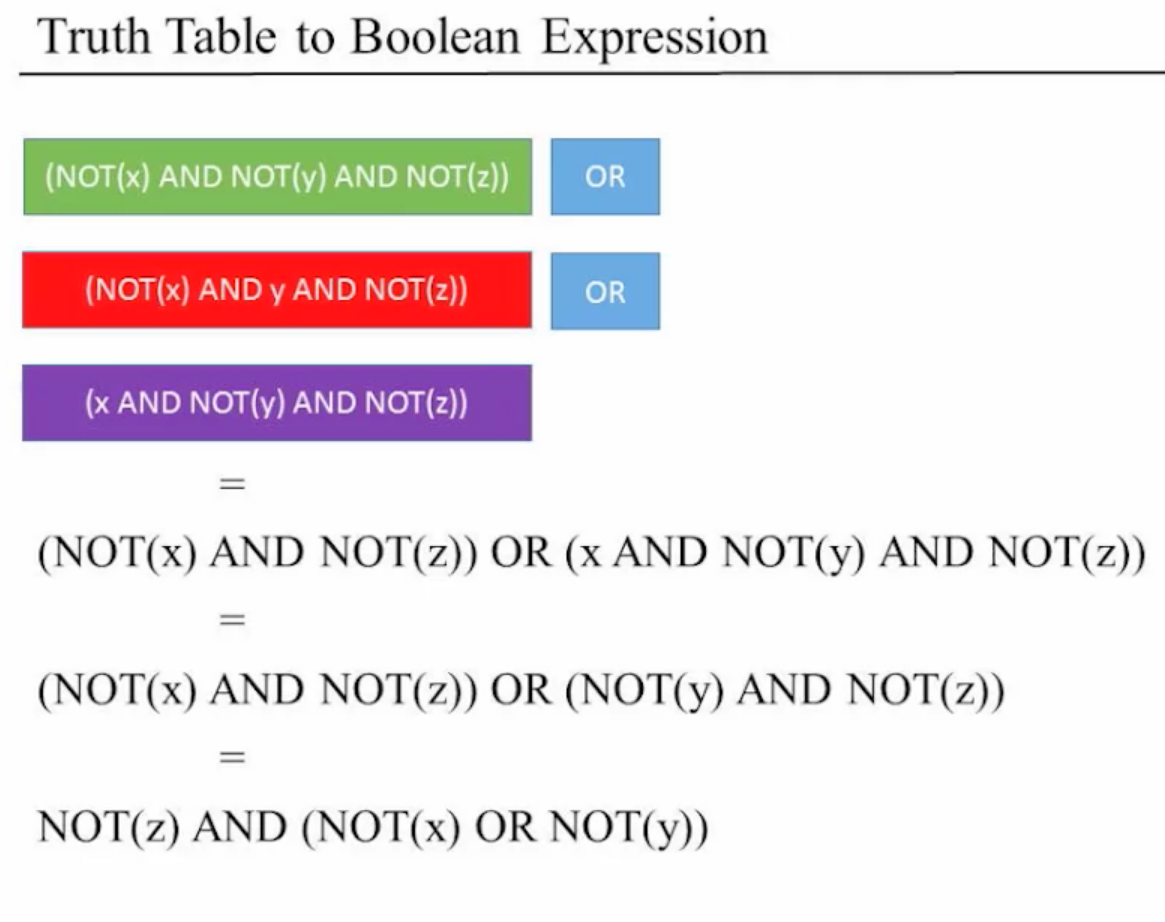 Truth Table to Boolean Expression
(NOT(x) AND NOT(y) AND NOT(z)) OR
(NOT(x) AND y AND NOT(z)) OR
(x AND NOT(y) AND NOT(z))
=
(NOT(x) AND NOT(z)) OR (x AND NOT(y) AND NOT(z))
=
(NOT(x) AND NOT(z)) OR (NOT(y) AND NOT(z))
=
NOT(z) AND (NOT(x) OR NOT(y))